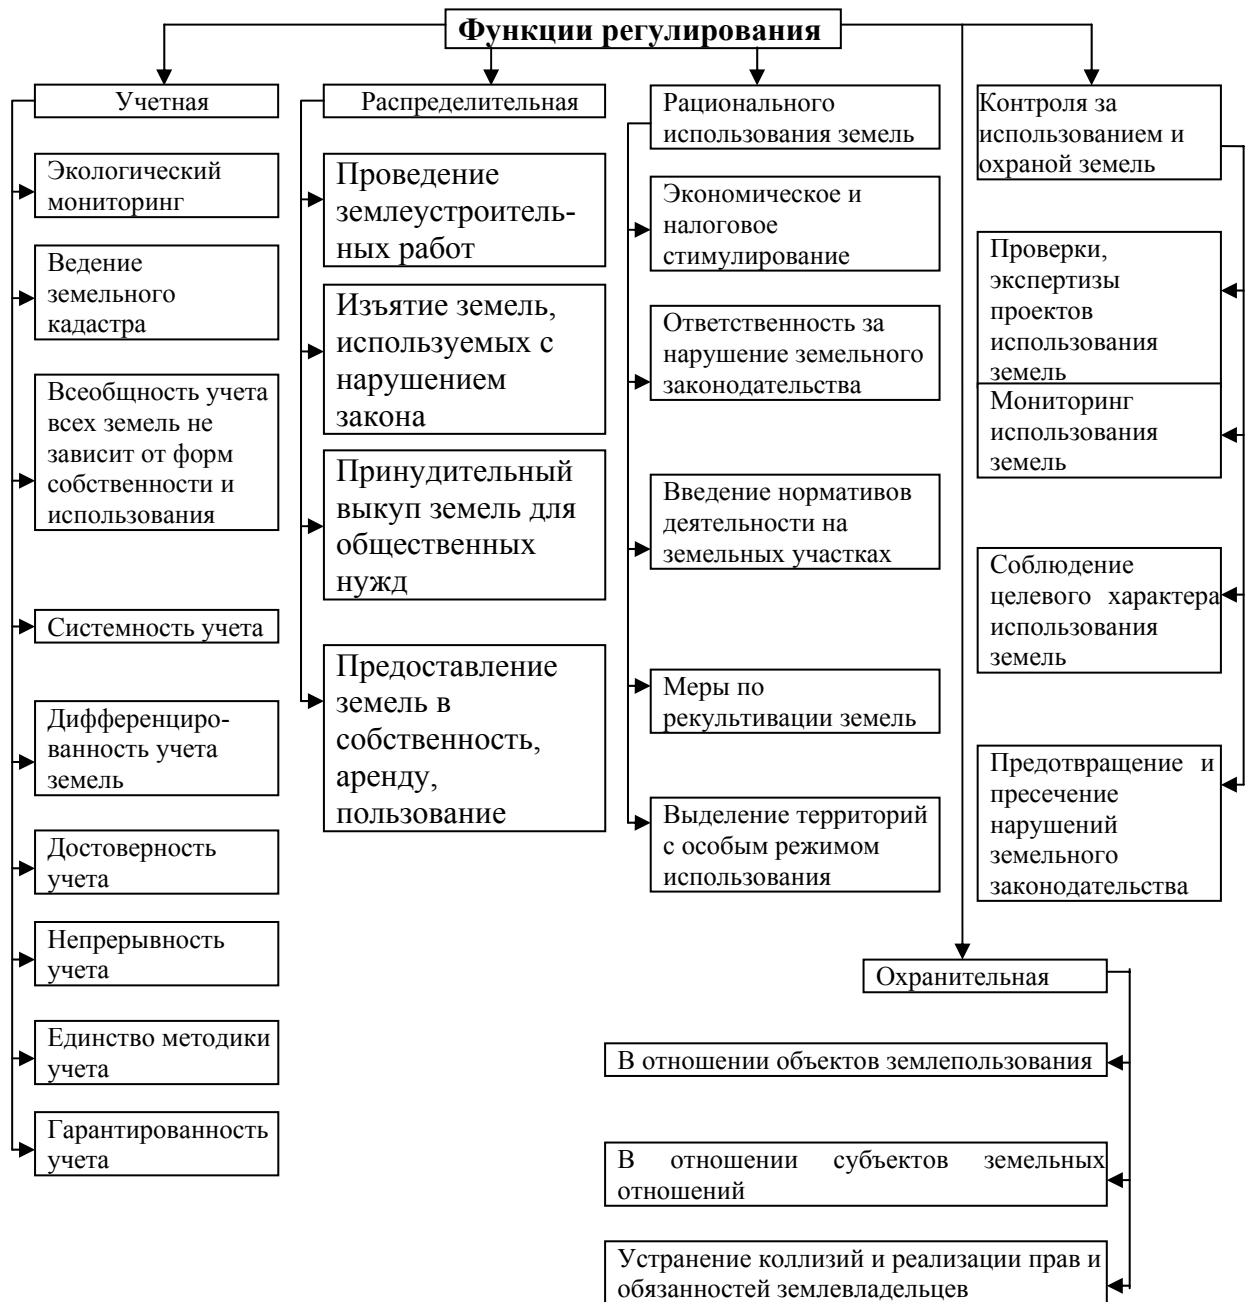 Функции регулирования
Учетная
Экологический
мониторинг
Ведение
земельного
кадастра
Всеобщность учета
всех земель не
зависит от форм
собственности и
использования
Системность учета
Дифференциро-
ванность учета
земель
Достоверность
учета
Непрерывность
учета
Единство методики
учета
Гарантированность
учета
Распределительная
Проведение
землеустроитель-
ных работ
Изъятие земель,
используемых с
нарушением
закона
Принудительный
выкуп земель для
общественных
нужд
Предоставление
земель в
собственность,
аренду,
пользование
Рационального
использования земель
Экономическое и
налоговое
стимулирование
Ответственность за
нарушение земельного
законодательства
Введение нормативов
деятельности на
земельных участках
Меры по
рекультивации земель
Выделение территорий
с особым режимом
использования
Контроля за
использованием и
охраной земель
Проверки,
экспертизы
проектов
использования
земель
Мониторинг
использования
земель
Соблюдение
целевого характера
использования
земель
Предотвращение и
пресечение
нарушений
земельного
законодательства
Охранительная
В отношении объектов землепользования
В отношении субъектов земельных
отношений
Устранение коллизий и реализации прав и
обязанностей землевладельцев